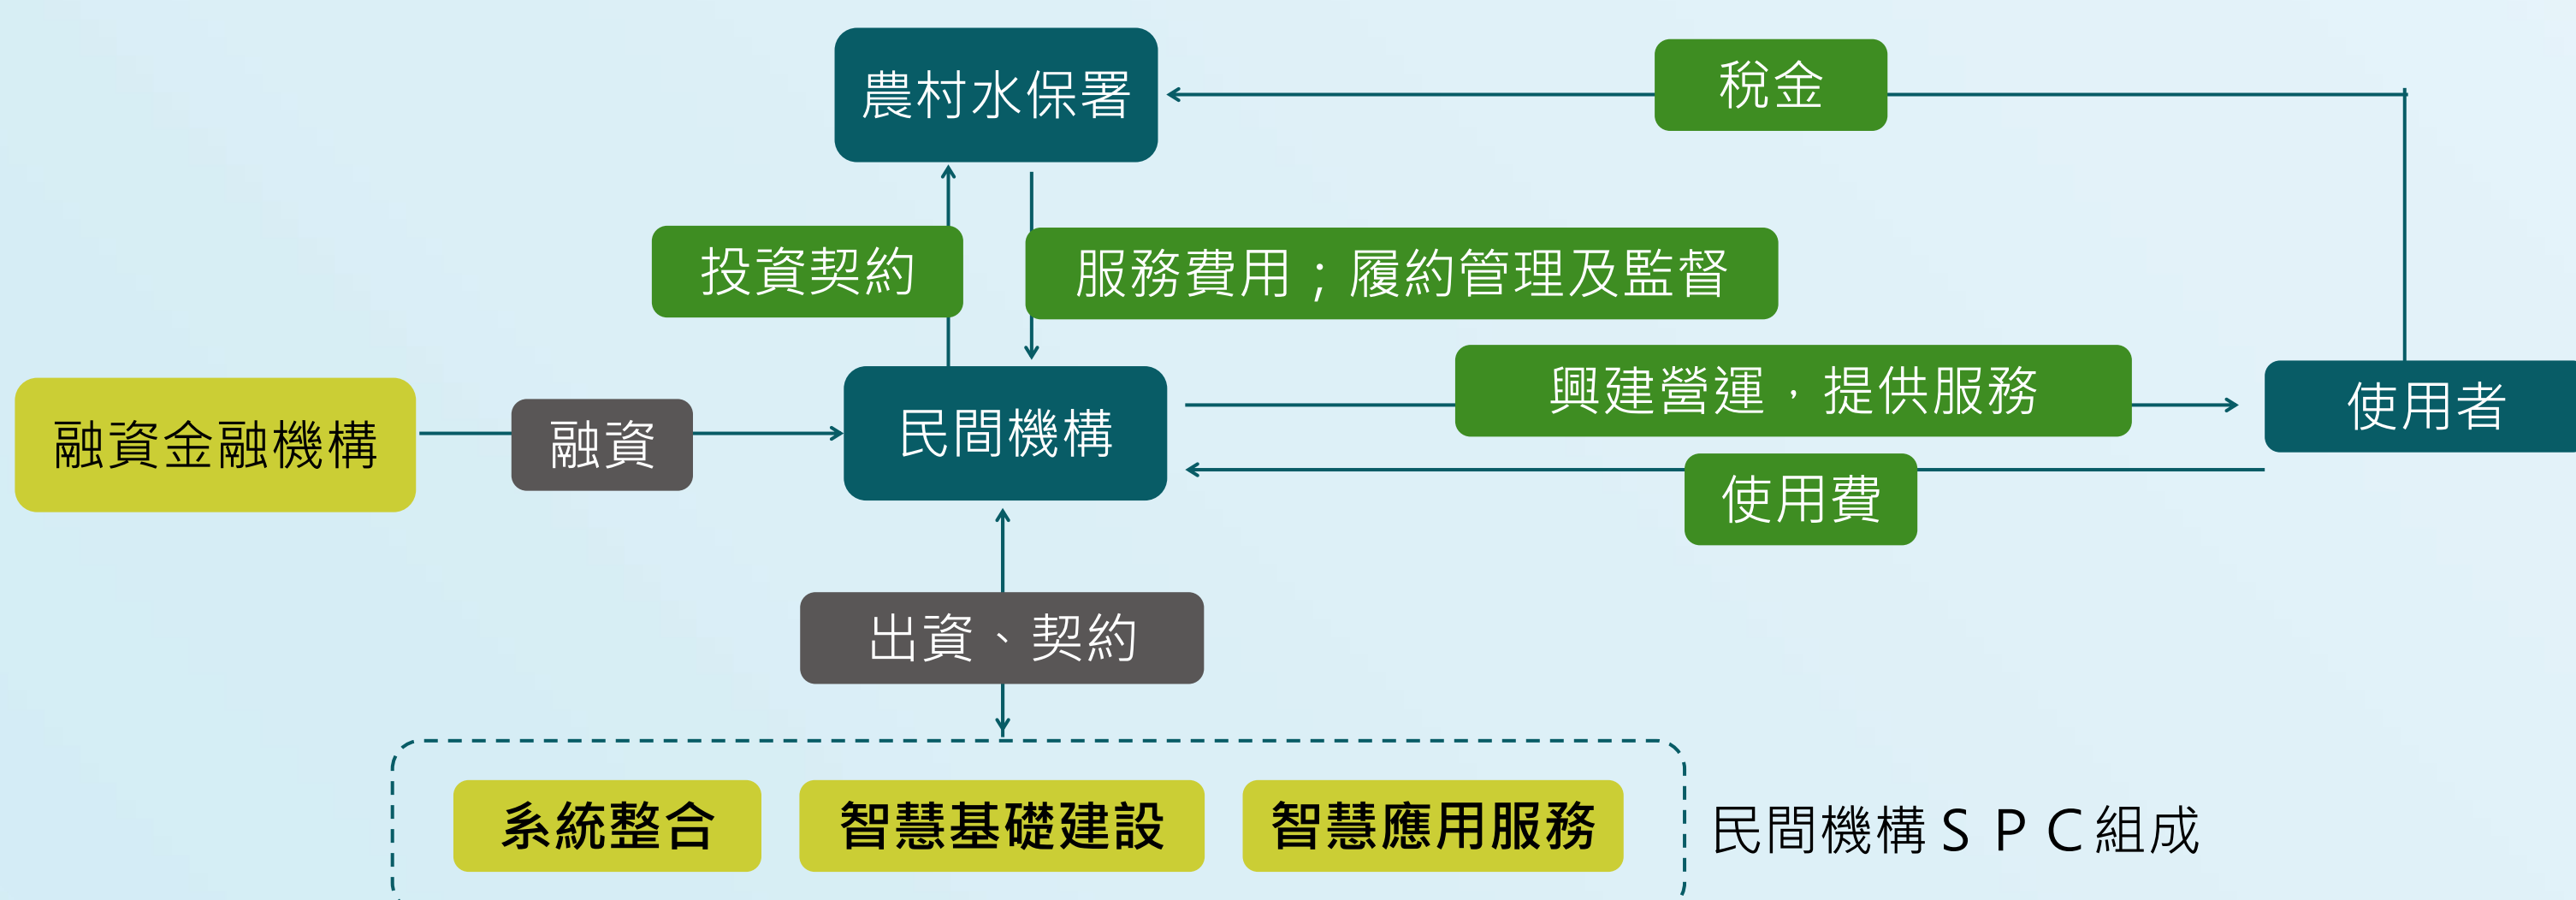 農村水保署
稅金
投資契約
服務費用；履約管理及監督
興建營運，提供服務
使用者
融資金融機構
融資
民間機構
使用費
出資、契約
系統整合
智慧基礎建設
智慧應用服務
民間機構ＳＰＣ組成